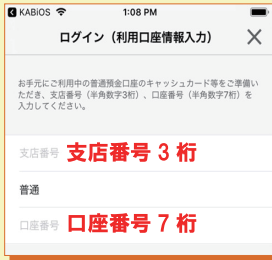 KABiOS 1:08 PM
ログイン（利用口座情報入力）
お手元にご利用中の普通預金口座のキャッシュカード等をご準備い
ただき、支店番号（半角数字3桁）、口座番号（半角数字7桁）を
入力してください。
支店番号 支店番号 3 桁
普通
口座番号 口座番号 7 桁